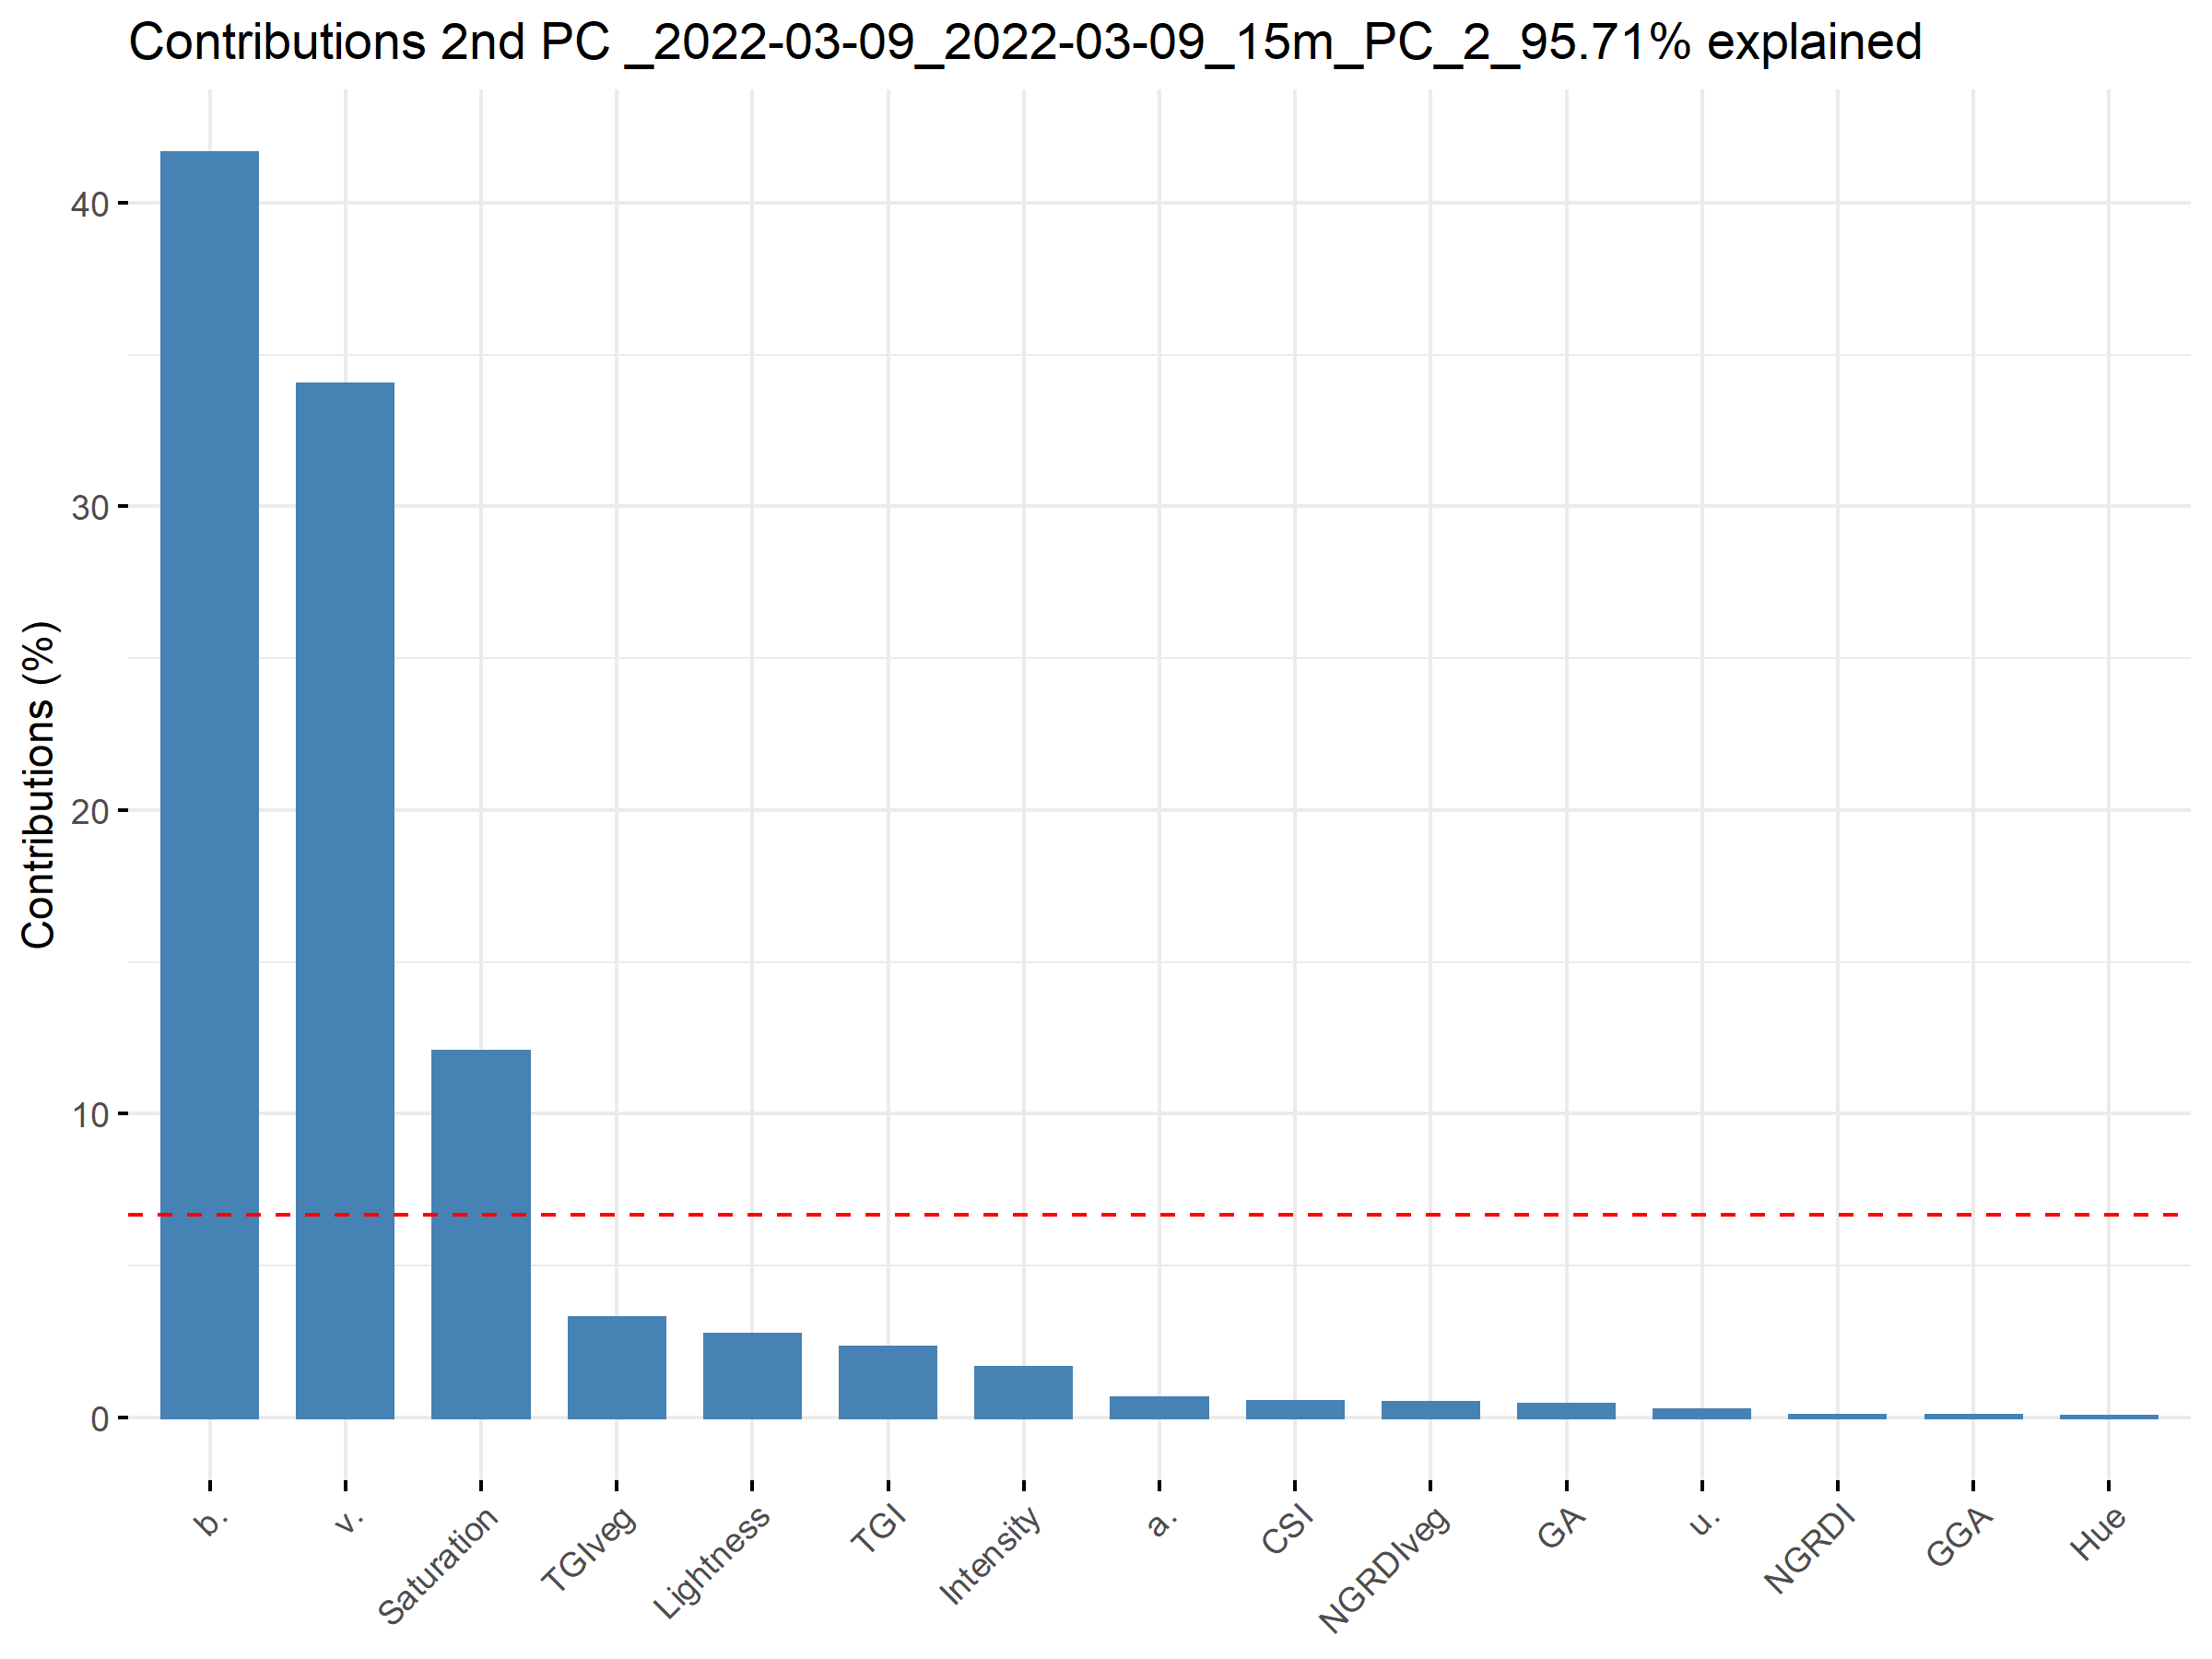 Contributions 2nd PC _2022-03-09_2022-03-09_15m_PC_2_95.71% explained
Contributions (%)
40
30
20
10
0
b.
v.
Saturation
TGIveg
Lightness
TGI
Intensity
a.
CSI
NGRDIveg
GA
u.
NGRDI
GGA
Hue